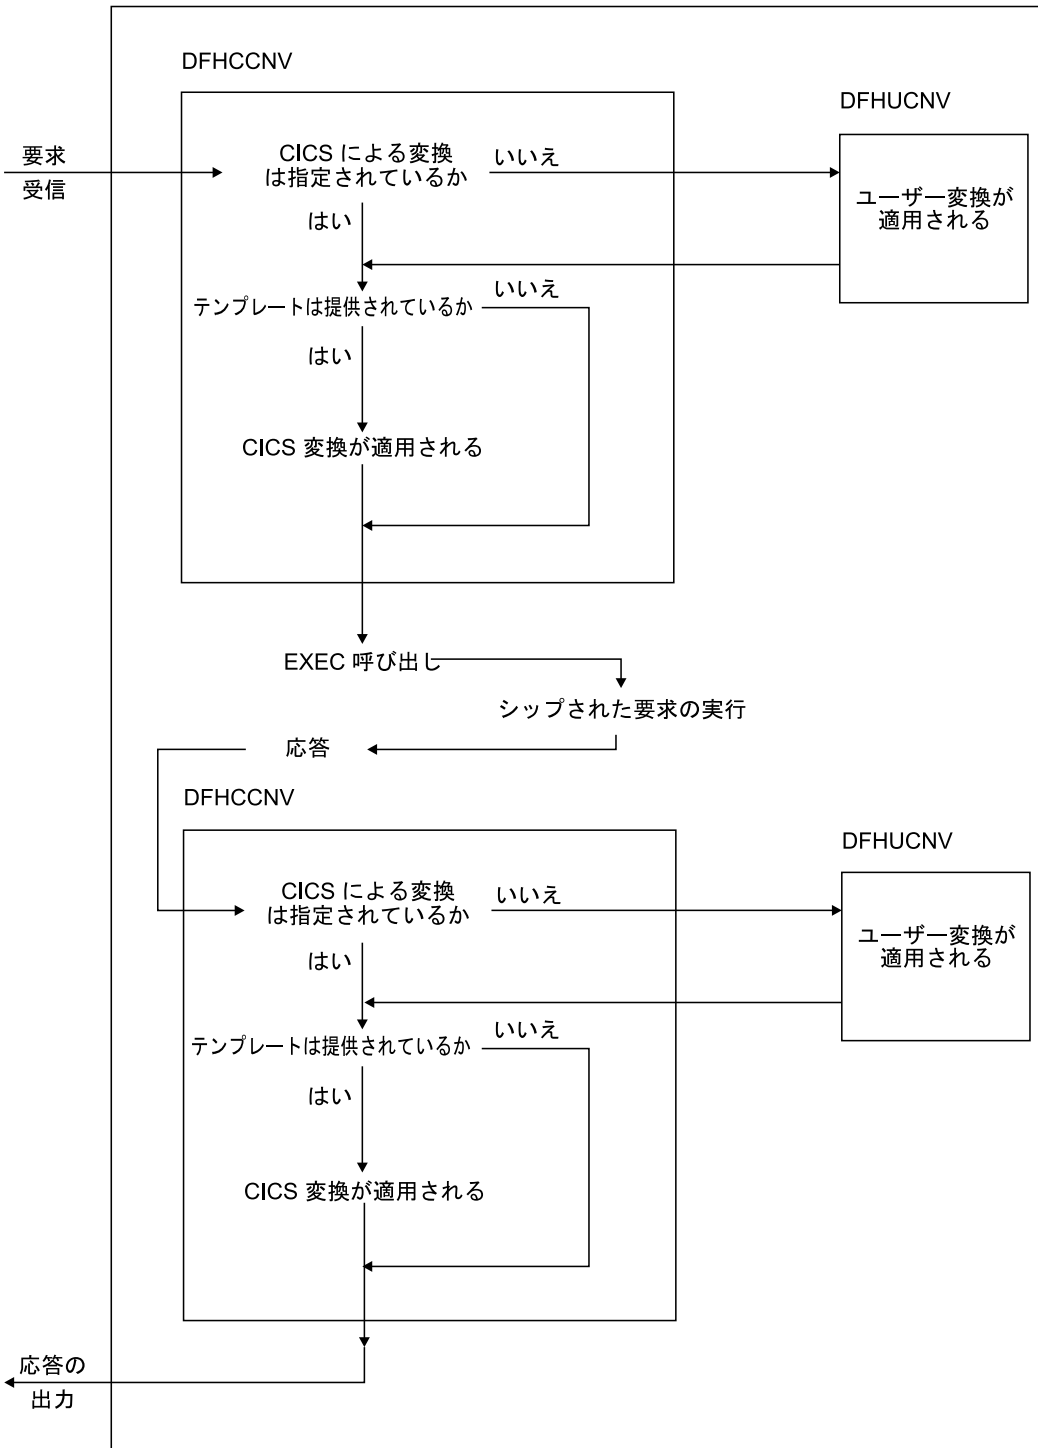 DFHCCNV
DFHUCNV
要求
受信
CICS による変換
は指定されているか
いいえ
ユーザー変換が
適用される
はい
テンプレートは提供されているか
いいえ
はい
CICS 変換が適用される
EXEC 呼び出し
シップされた要求の実行
応答
DFHCCNV
DFHUCNV
CICS による変換
は指定されているか
いいえ
ユーザー変換が
適用される
はい
テンプレートは提供されているか
いいえ
はい
CICS 変換が適用される
応答の
出力